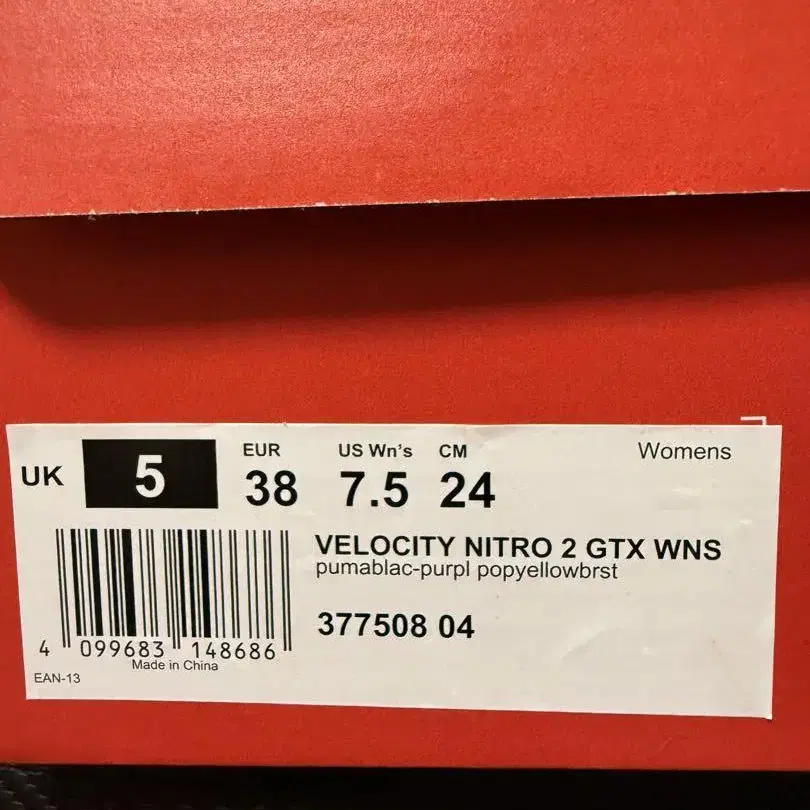 UK 5
EUR 38
US Wn's 7.5
CM 24
Womens
VELOCITY NITRO 2 GTX WNS
pumablac-purpl popyellowbrst
377508 04
4 099683 148686
Made in China
EAN-13